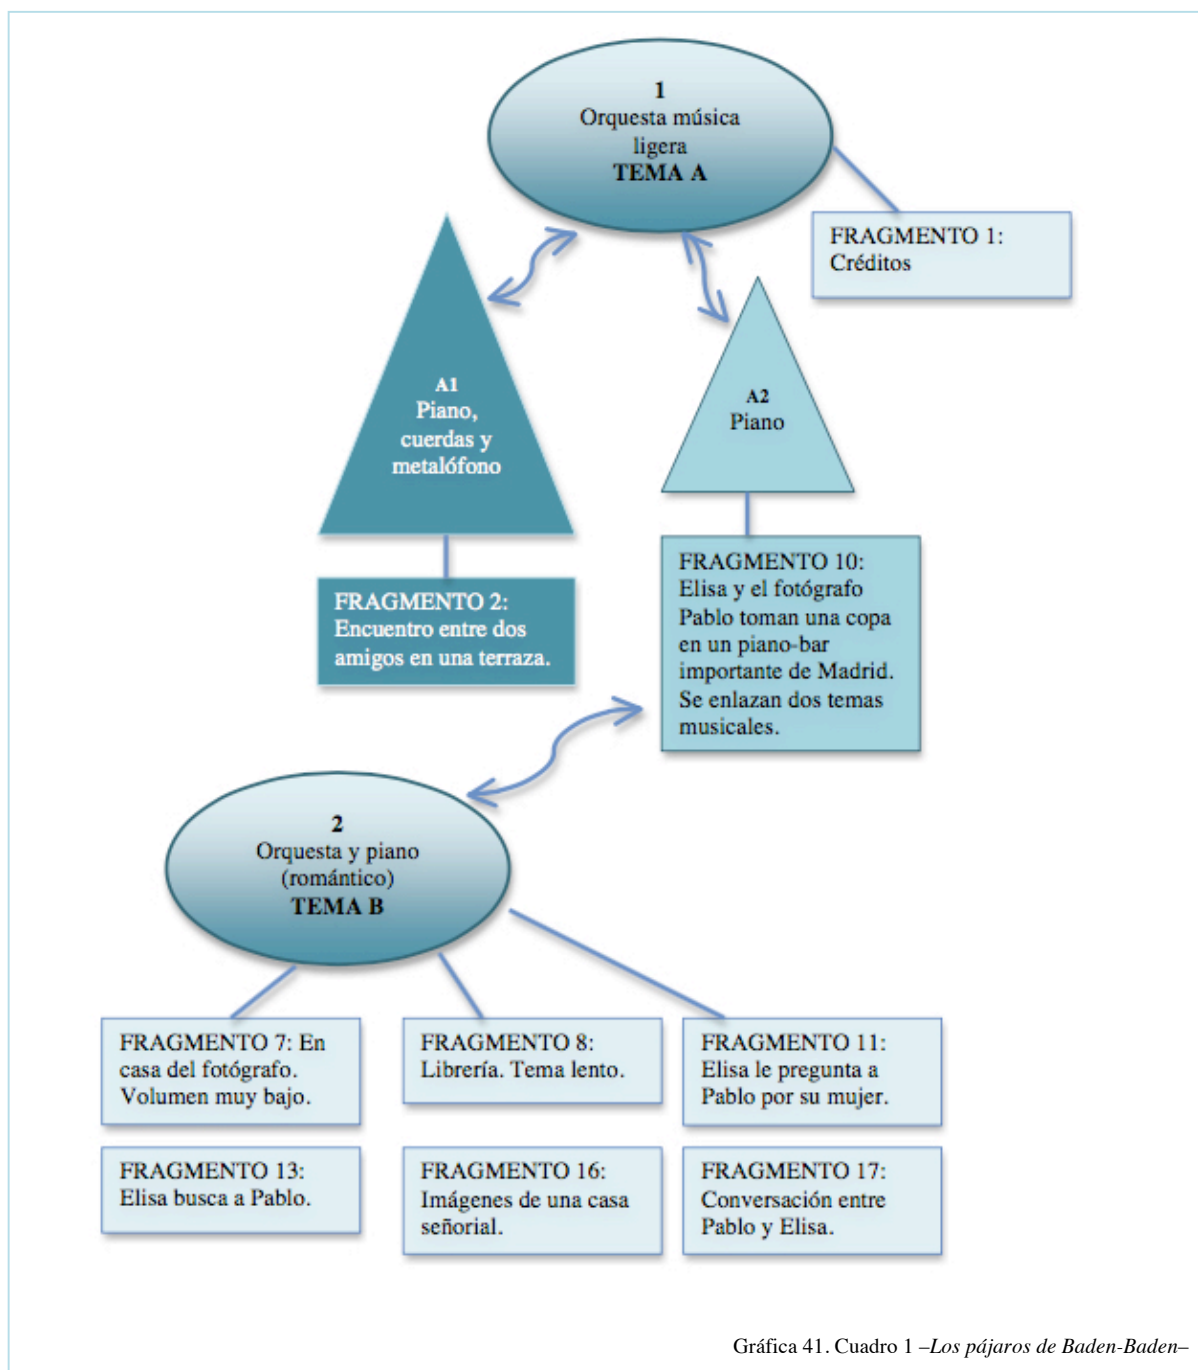 1
Orquesta música
ligera
TEMA A
FRAGMENTO 1:
Créditos
A1
Piano,
cuerdas y
metalófono
A2
Piano
FRAGMENTO 2:
Encuentro entre dos
amigos en una terraza.
FRAGMENTO 10:
Elisa y el fotógrafo
Pablo toman una copa
en un piano-bar
importante de Madrid.
Se enlazan dos temas
musicales.
2
Orquesta y piano
(romántico)
TEMA B
FRAGMENTO 7: En
casa del fotógrafo.
Volumen muy bajo.
FRAGMENTO 8:
Librería. Tema lento.
FRAGMENTO 11:
Elisa le pregunta a
Pablo por su mujer.
FRAGMENTO 13:
Elisa busca a Pablo.
FRAGMENTO 16:
Imágenes de una casa
señorial.
FRAGMENTO 17:
Conversación entre
Pablo y Elisa.
Gráfica 41. Cuadro 1 –Los pájaros de Baden-Baden–